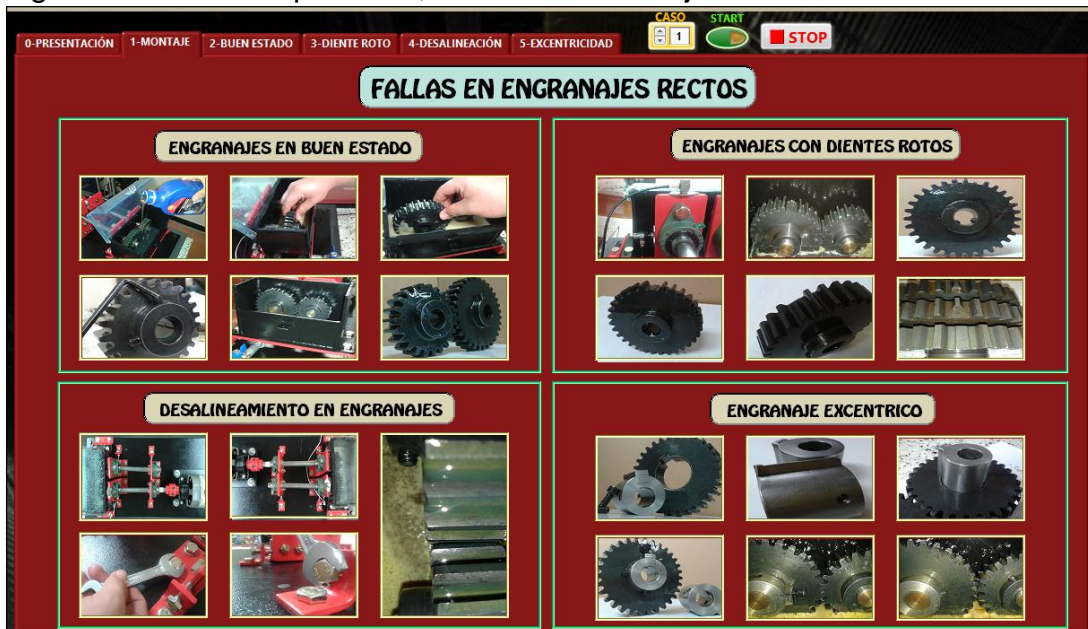 CASO
START
0-PRESENTACIÓN 1-MONTAJE 2-BUEN ESTADO 3-DIENTE ROTO 4-DESALINEACIÓN 5-EXCENTRICIDAD 1 STOP
FALLAS EN ENGRANAJES RECTOS
ENGRANAJES EN BUEN ESTADO
ENGRANAJES CON DIENTES ROTOS
DESALINEAMIENTO EN ENGRANAJES
ENGRANAJE EXCENTRICO